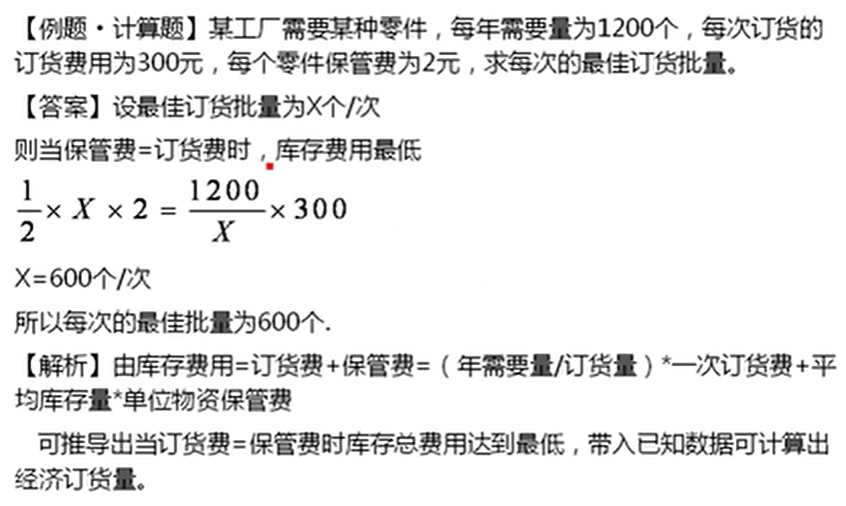 【例题·计算题】某工厂需要某种零件，每年需要量为1200个，每次订货的
订货费用为300元，每个零件保管费为2元，求每次的最佳订货批量。
【答案】设最佳订货批量为X个/次
则当保管费=订货费时，库存费用最低
1/2 × X × 2 = 1200/X × 300
X=600个/次
所以每次的最佳批量为600个.
【解析】由库存费用=订货费+保管费=（年需要量/订货量）*一次订货费+平
均库存量*单位物资保管费
可推导出当订货费=保管费时库存总费用达到最低，带入已知数据可计算出
经济订货量。